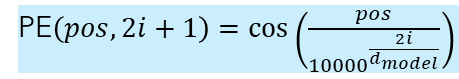 PE(pos, 2i + 1) = cos(pos / 10000^(2i / d_model))